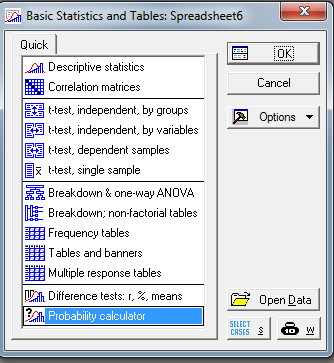 Basic Statistics and Tables: Spreadsheet6
Quick
Descriptive statistics
Correlation matrices
t-test, independent, by groups
t-test, independent, by variables
t-test, dependent samples
t-test, single sample
Breakdown & one-way ANOVA
Breakdown; non-factorial tables
Frequency tables
Tables and banners
Multiple response tables
Difference tests: r, %, means
Probability calculator
OK
Cancel
Options
Open Data
SELECT CASES S
W